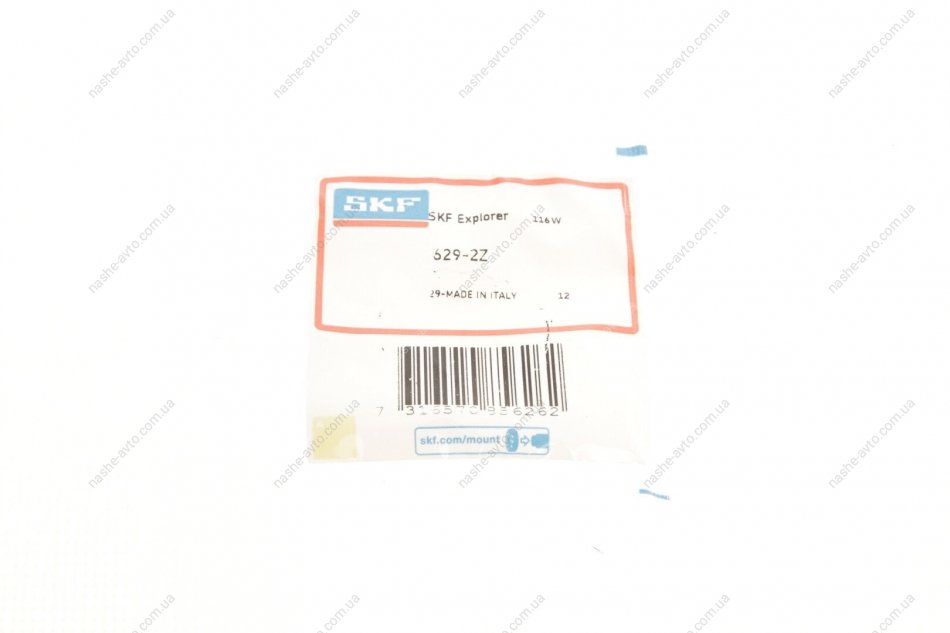 SKF
SKF Explorer 116W
629-2Z
29-MADE IN ITALY 12
skf.com/mount
nashe-avto.com.ua